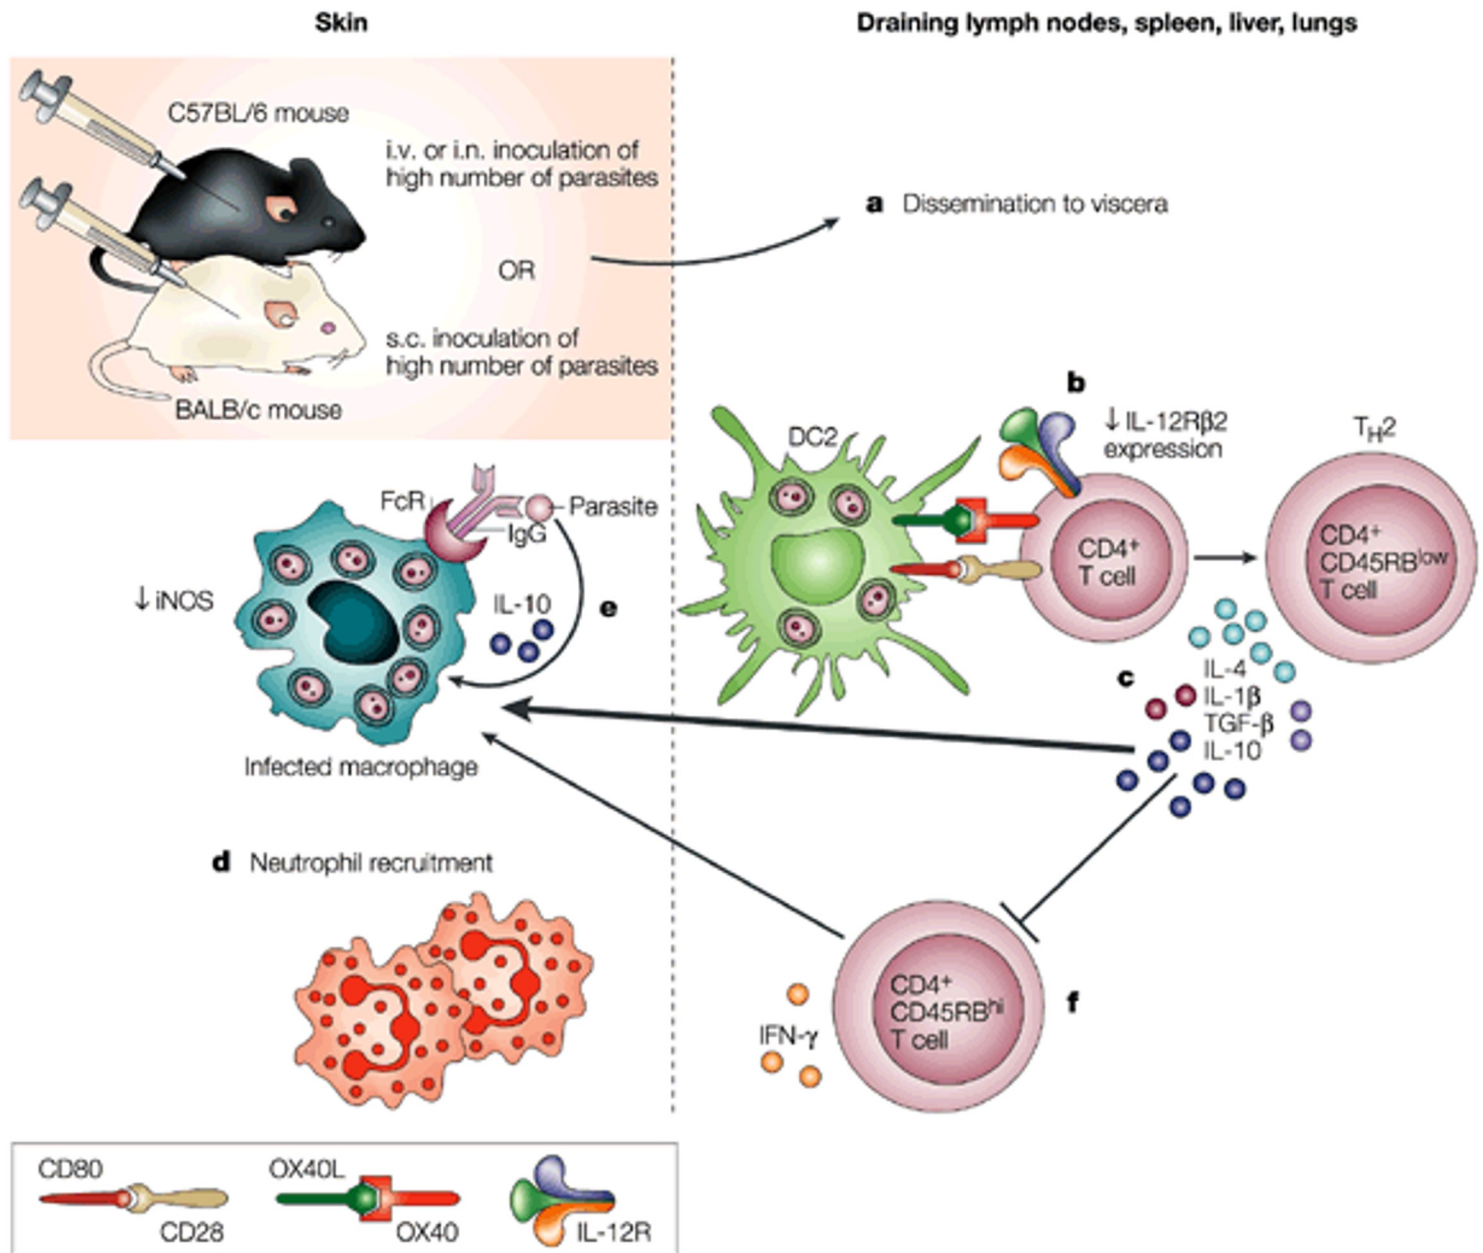 Skin
Draining lymph nodes, spleen, liver, lungs
C57BL/6 mouse
i.v. or i.n. inoculation of
high number of parasites
OR
s.c. inoculation of
high number of parasites
BALB/c mouse
a Dissemination to viscera
b
↓ IL-12Rβ2
expression
DC2
TH2
CD4+
T cell
CD4+
CD45RBlow
T cell
FcR
Parasite
IgG
↓ iNOS
IL-10
e
Infected macrophage
c
IL-4
IL-1β
TGF-β
IL-10
d Neutrophil recruitment
CD4+
CD45RBhi
T cell
f
IFN-γ
CD80
CD28
OX40L
OX40
IL-12R